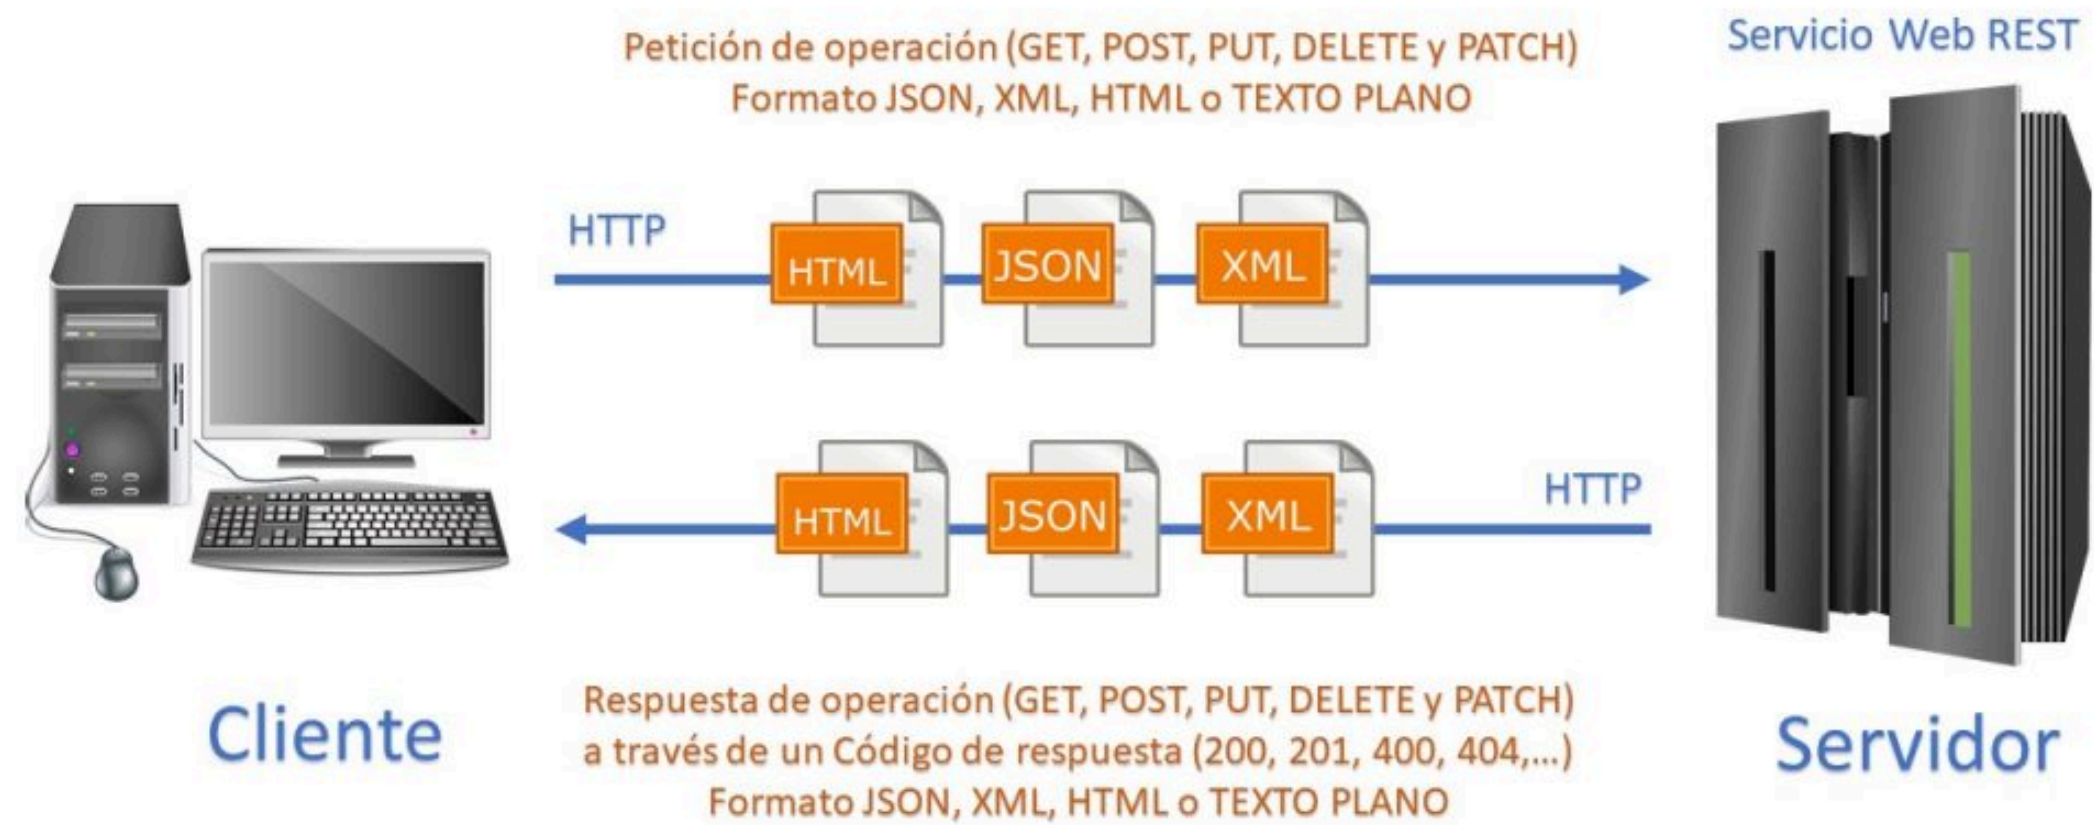 Petición de operación (GET, POST, PUT, DELETE y PATCH)
Formato JSON, XML, HTML o TEXTO PLANO
Servicio Web REST
HTTP
HTML
JSON
XML
HTML
JSON
XML
HTTP
Cliente
Respuesta de operación (GET, POST, PUT, DELETE y PATCH)
a través de un Código de respuesta (200, 201, 400, 404,...)
Formato JSON, XML, HTML o TEXTO PLANO
Servidor